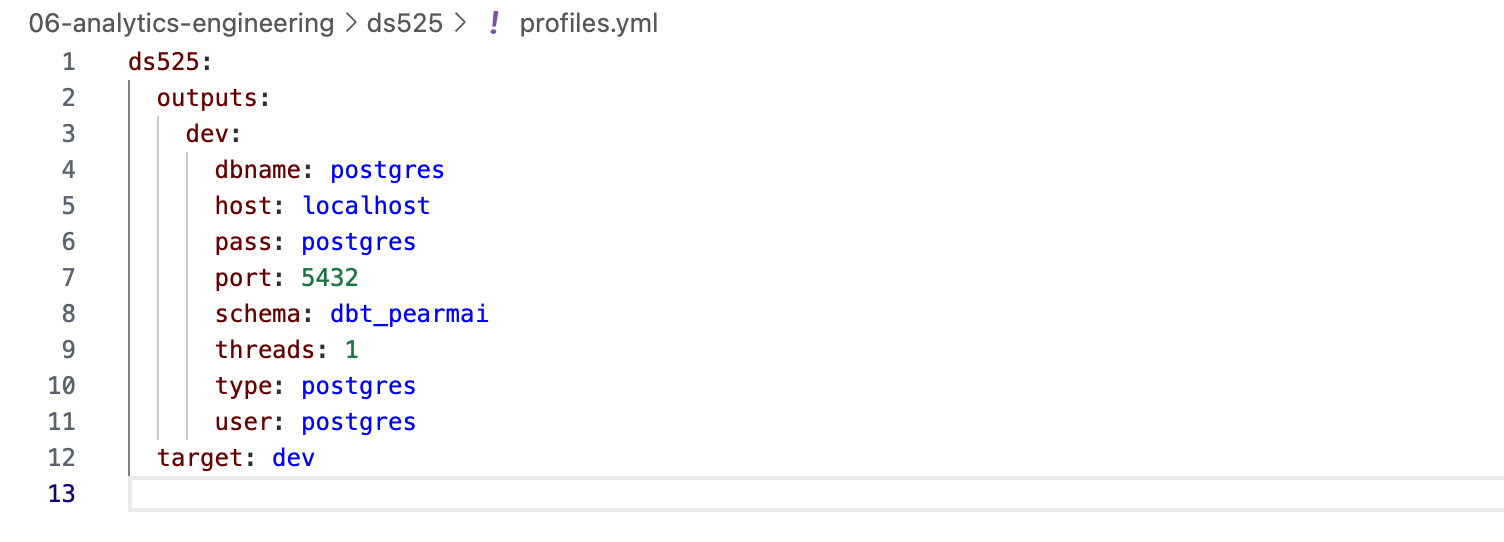 06-analytics-engineering > ds525 > ! profiles.yml
1 ds525:
2 outputs:
3 dev:
4 dbname: postgres
5 host: localhost
6 pass: postgres
7 port: 5432
8 schema: dbt_pearmai
9 threads: 1
10 type: postgres
11 user: postgres
12 target: dev
13